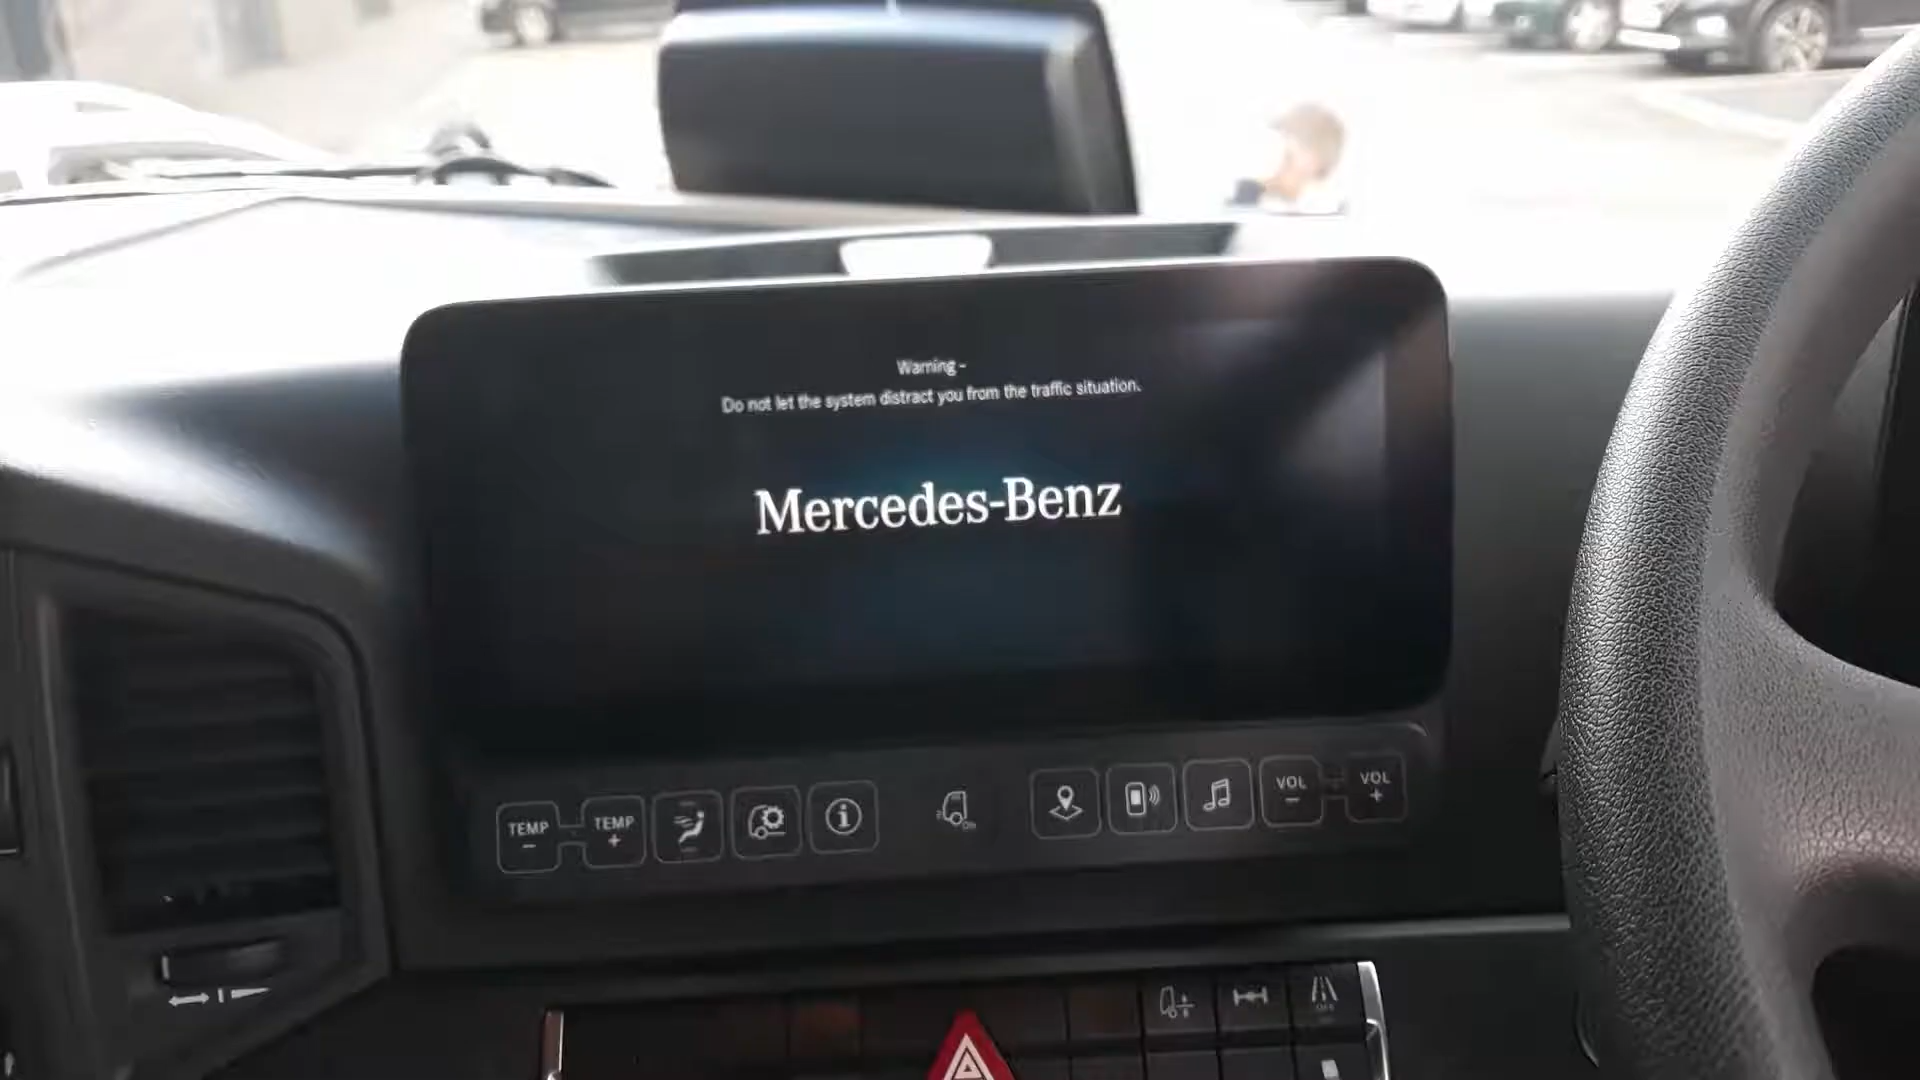 Warning -
Do not let the system distract you from the traffic situation.
Mercedes-Benz
TEMP
−
TEMP
+
VOL
−
VOL
+